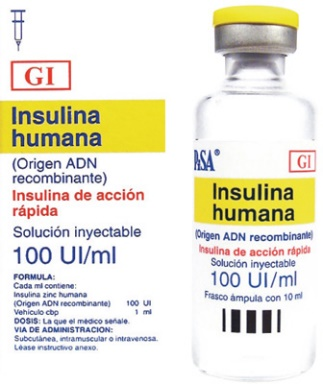 GI
Insulina
humana
(Origen ADN
recombinante)
Insulina de acción
rápida
Solución inyectable
100 UI/ml
FORMULA:
Cada ml contiene:
Insulina zinc humana
(Origen ADN recombinante) 100 UI
Vehículo cbp 1 ml
DOSIS: La que el médico señale.
VIA DE ADMINISTRACION:
Subcutánea, intramuscular o intravenosa.
Léase instructivo anexo.
PiSA®
GI
Insulina
humana
(Origen ADN recombinante)
Insulina de acción rápida
Solución inyectable
100 UI/ml
Frasco ámpula con 10 ml